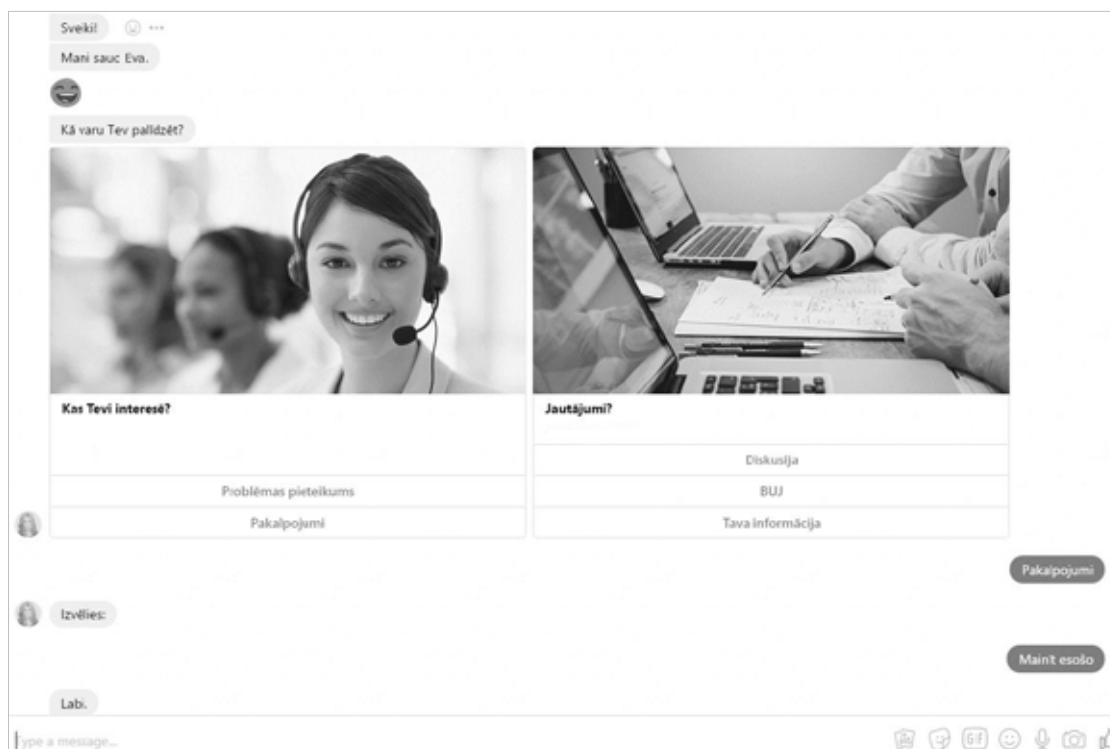 Sveiki!
Mani sauc Eva.
Kā varu Tev palīdzēt?
Kas Tevi interesē?
Problēmas pieteikums
Pakalpojumi
Jautājumi?
Diskusija
BUJ
Tava informācija
Pakalpojumi
Izvēlies:
Mainīt esošo
Labi.
Type a message...
GIF